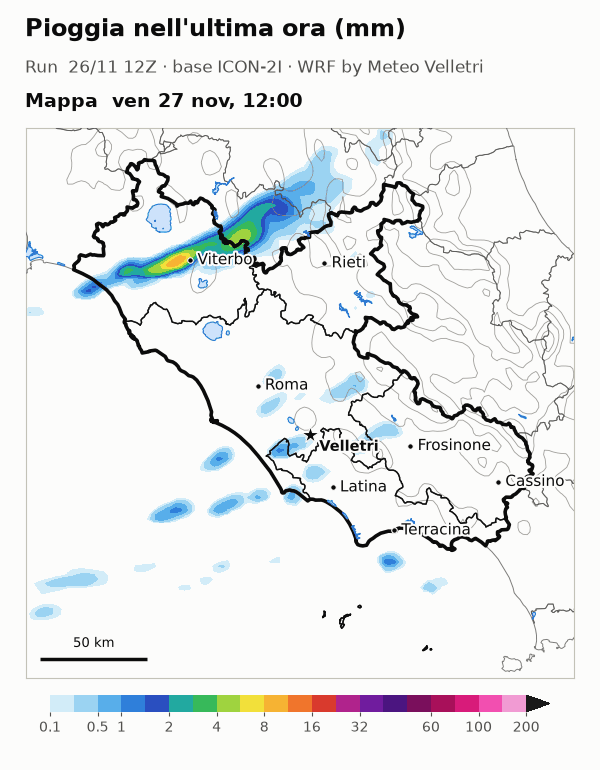 Pioggia nell'ultima ora (mm)
Run  26/11 12Z · base ICON-2I · WRF by Meteo Velletri
Mappa  ven 27 nov, 12:00
Viterbo
Rieti
Roma
Velletri
Frosinone
Cassino
Latina
Terracina
50 km
0.1 0.5 1 2 4 8 16 32 60 100 200